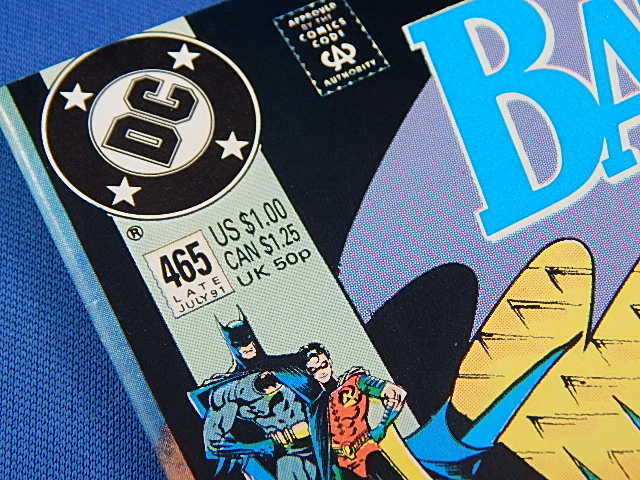 DC
®
465
LATE
JULY 91
US $1.00
CAN $1.25
UK 50p
APPROVED
BY THE
COMICS
CODE
CA
AUTHORITY
BA
R